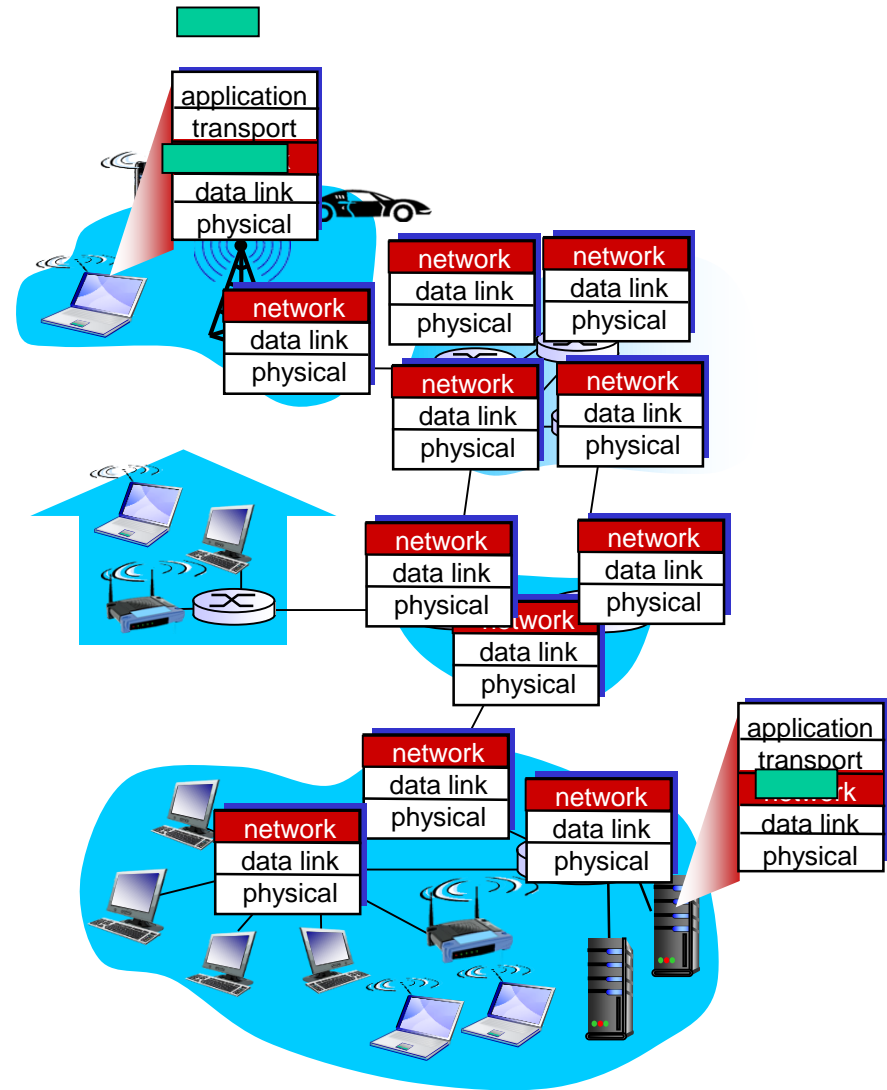 application
transport
data link
physical
network
data link
physical
network
data link
physical
network
data link
physical
network
data link
physical
network
data link
physical
network
data link
physical
network
data link
physical
network
data link
physical
application
transport
network
data link
physical
network
data link
physical
network
data link
physical
network
data link
physical